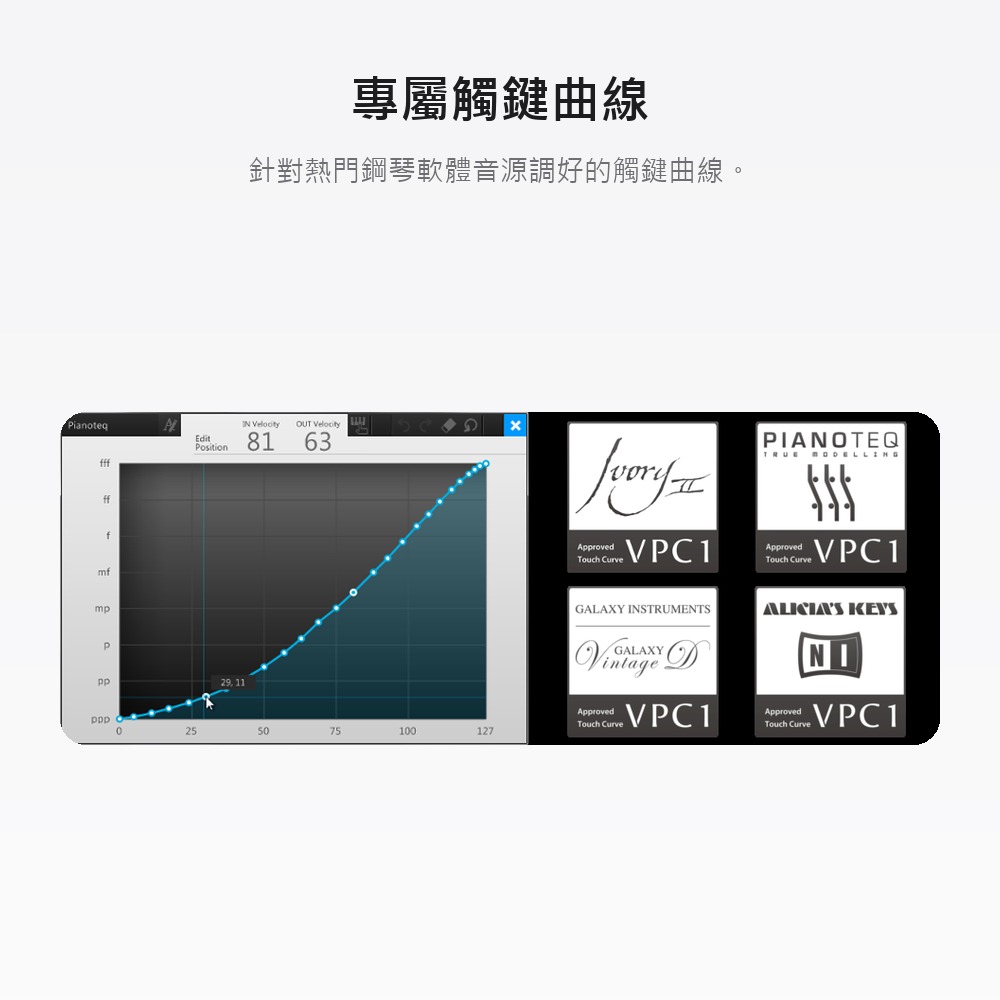 專屬觸鍵曲線
針對熱門鋼琴軟體音源調好的觸鍵曲線。
Pianoteq
Edit Position
IN Velocity
81
OUT Velocity
63
fff
ff
f
mf
mp
p
pp
ppp
29, 11
0 25 50 75 100 127
Ivory II
Approved Touch Curve VPC1
PIANOTEQ
TRUE MODELLING
Approved Touch Curve VPC1
GALAXY INSTRUMENTS
GALAXY
Vintage D
Approved Touch Curve VPC1
ALICIA'S KEYS
NI
Approved Touch Curve VPC1